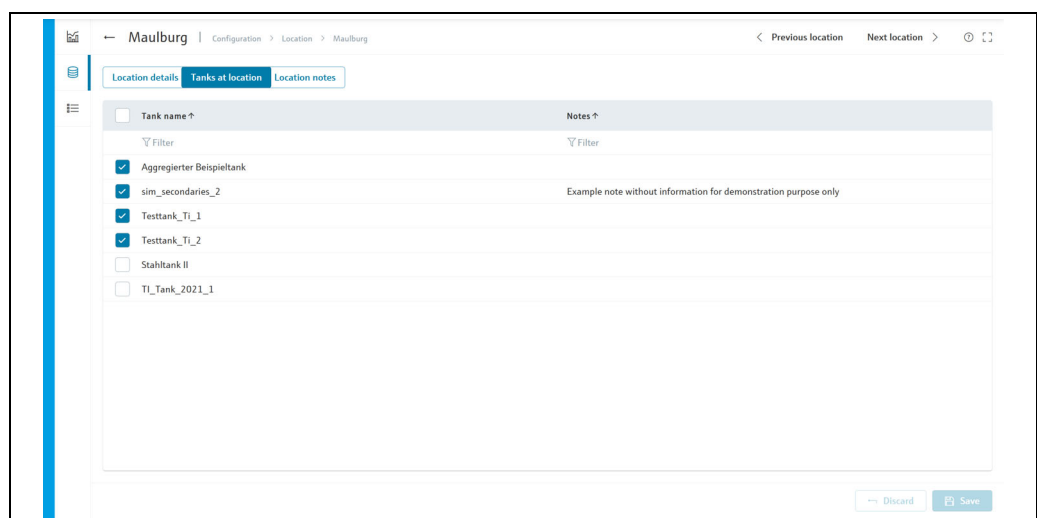 ← Maulburg | Configuration > Location > Maulburg < Previous location Next location >
Location details Tanks at location Location notes
Tank name ↑ Notes ↑
Filter Filter
Aggregierter Beispieltank
sim_secondaries_2 Example note without information for demonstration purpose only
Testtank_Ti_1
Testtank_Ti_2
Stahltank II
TI_Tank_2021_1
Discard Save